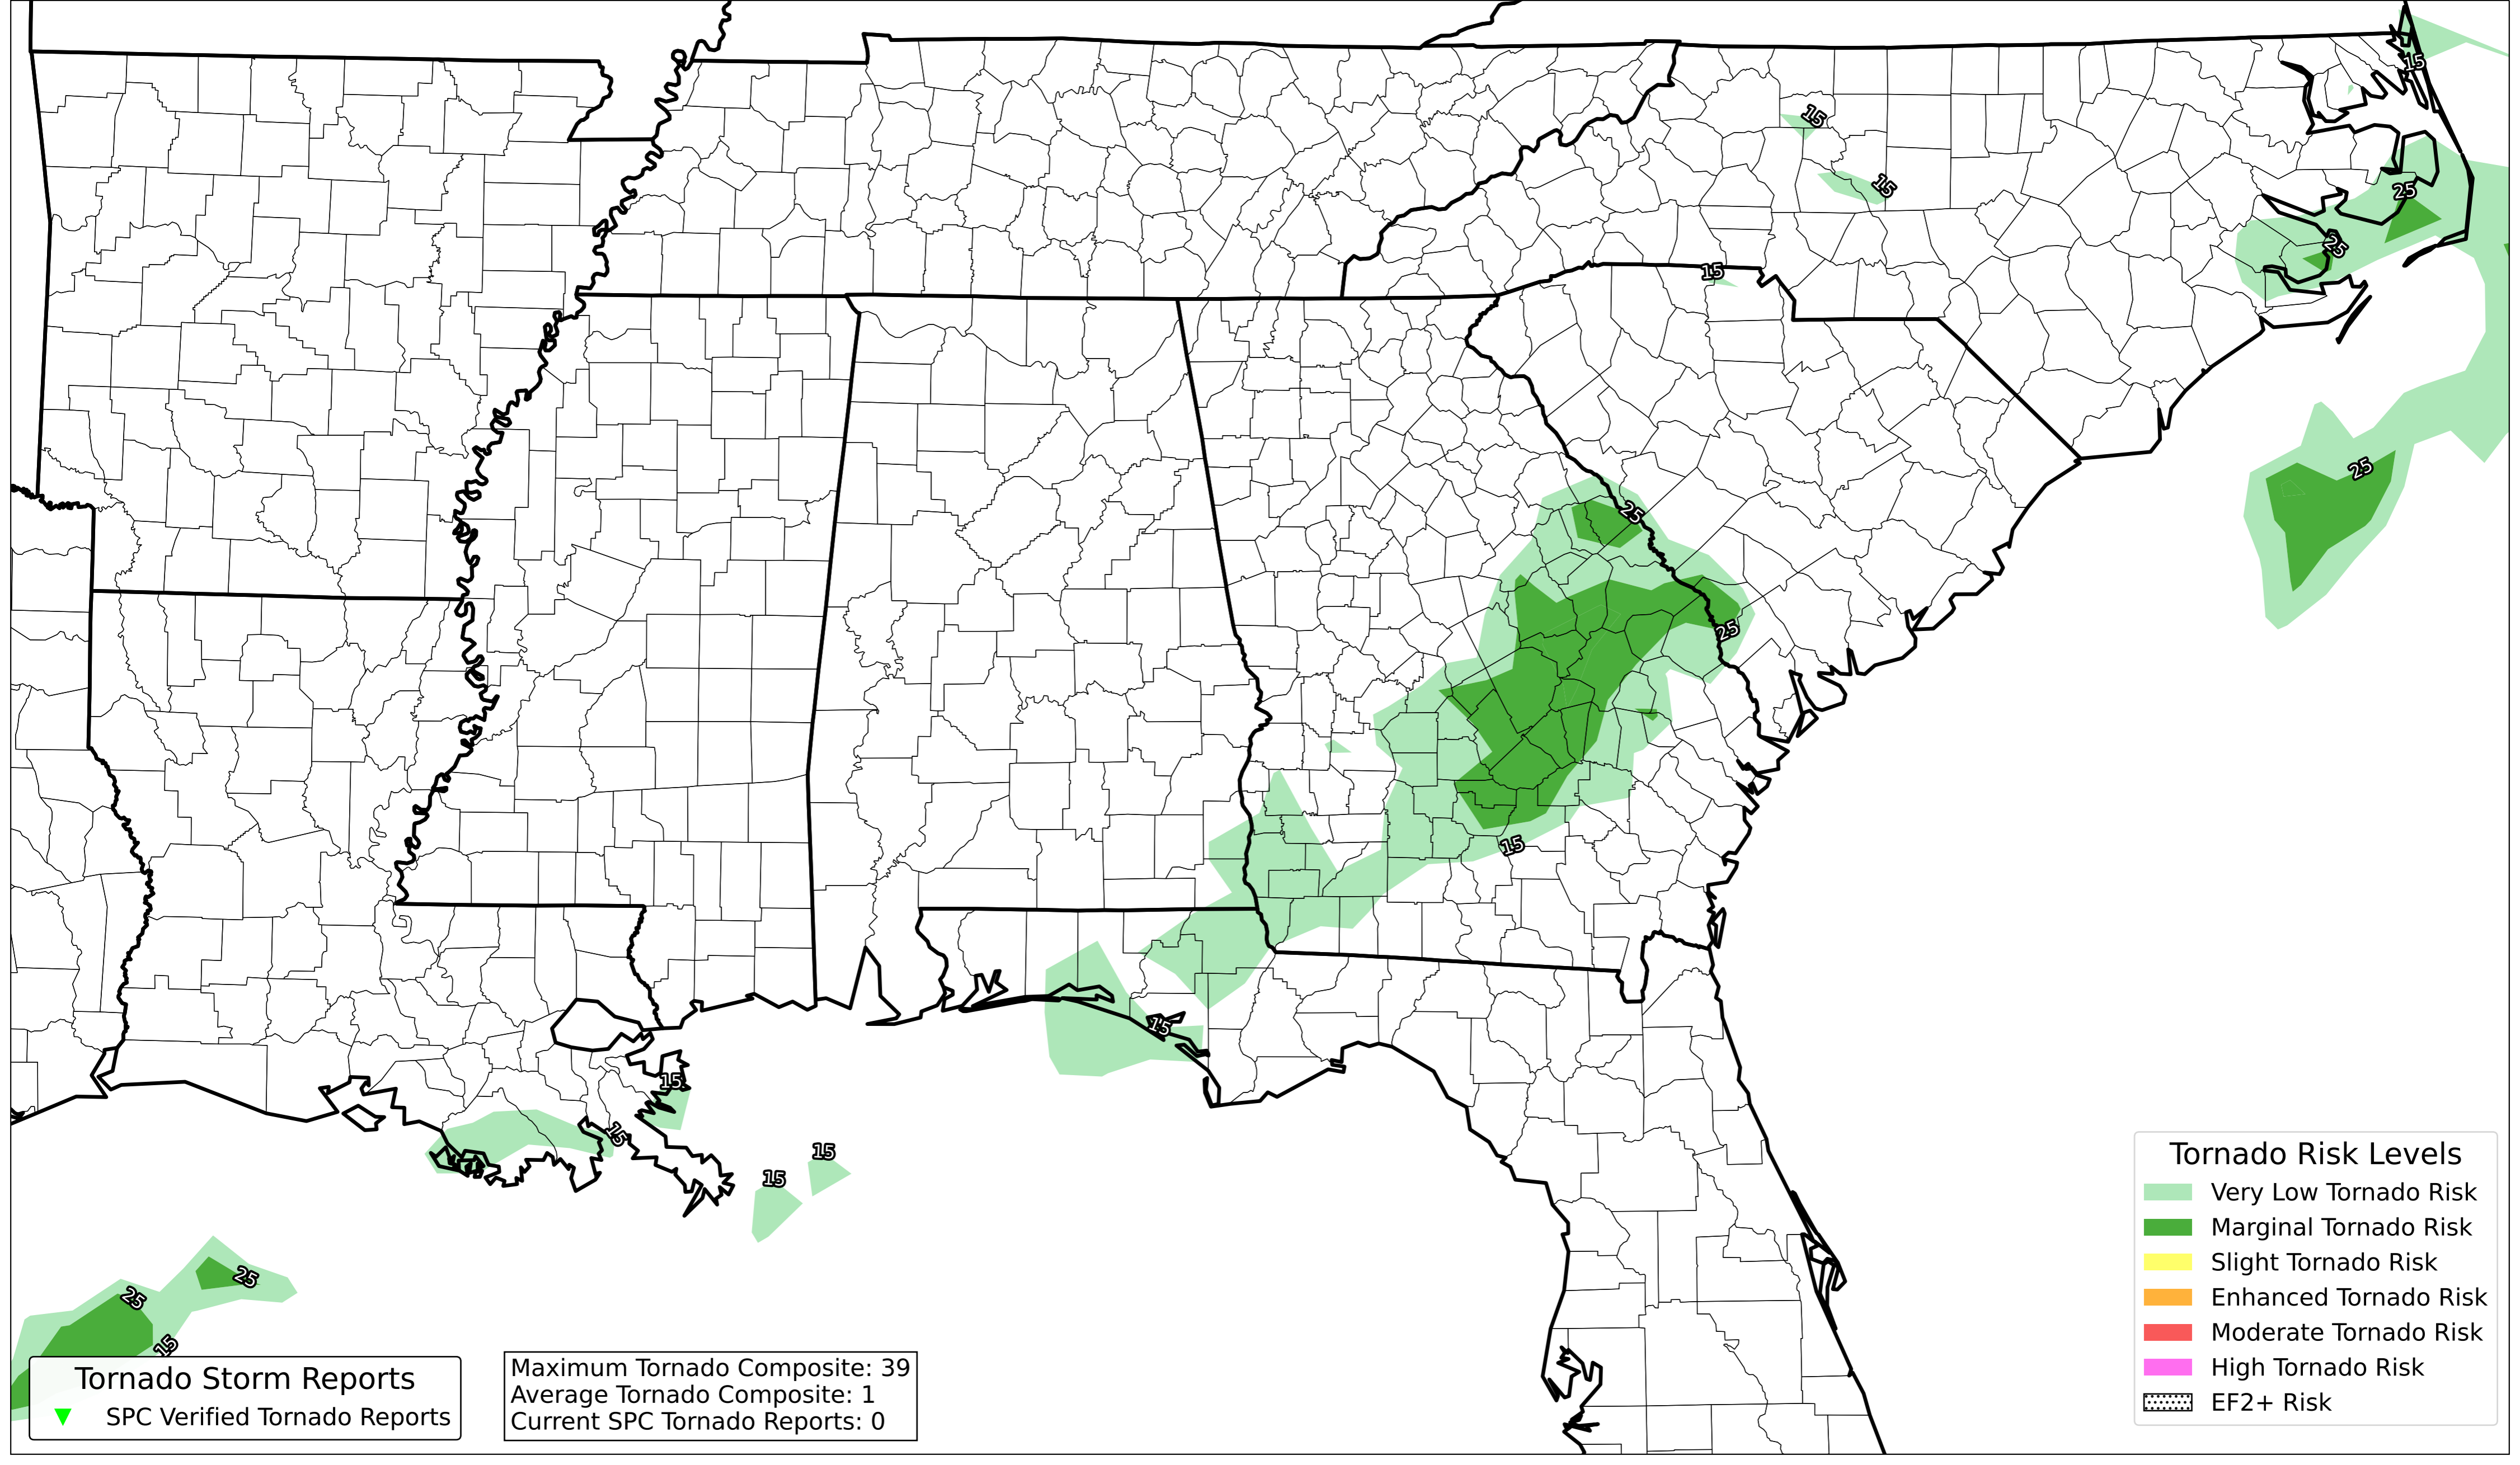 15
15
15
25
25
15
25
25
25
15
15
15
15
15
15
25
25
15
Tornado Storm Reports
SPC Verified Tornado Reports
Maximum Tornado Composite: 39
Average Tornado Composite: 1
Current SPC Tornado Reports: 0
Tornado Risk Levels
Very Low Tornado Risk
Marginal Tornado Risk
Slight Tornado Risk
Enhanced Tornado Risk
Moderate Tornado Risk
High Tornado Risk
EF2+ Risk